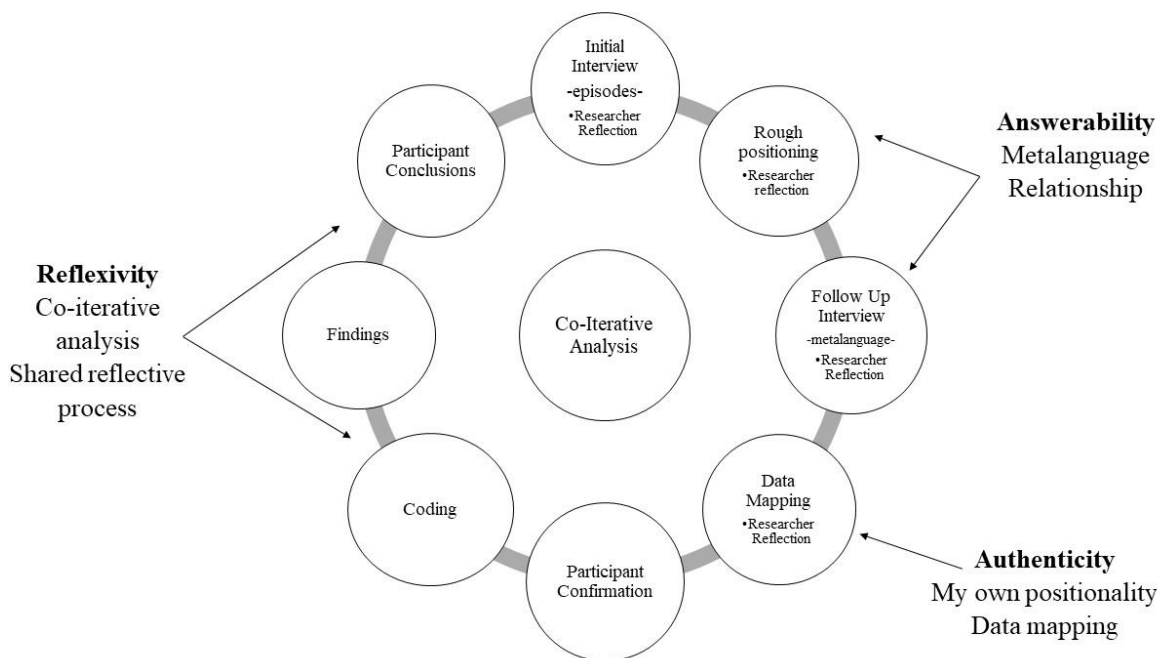 Initial
Interview
-episodes-
•Researcher
Reflection
Rough
positioning
•Researcher
reflection
Answerability
Metalanguage
Relationship
Participant
Conclusions
Reflexivity
Co-iterative
analysis
Shared reflective
process
Findings
Co-Iterative
Analysis
Follow Up
Interview
-metalanguage-
•Researcher
Reflection
Coding
Participant
Confirmation
Data
Mapping
•Researcher
Reflection
Authenticity
My own positionality
Data mapping